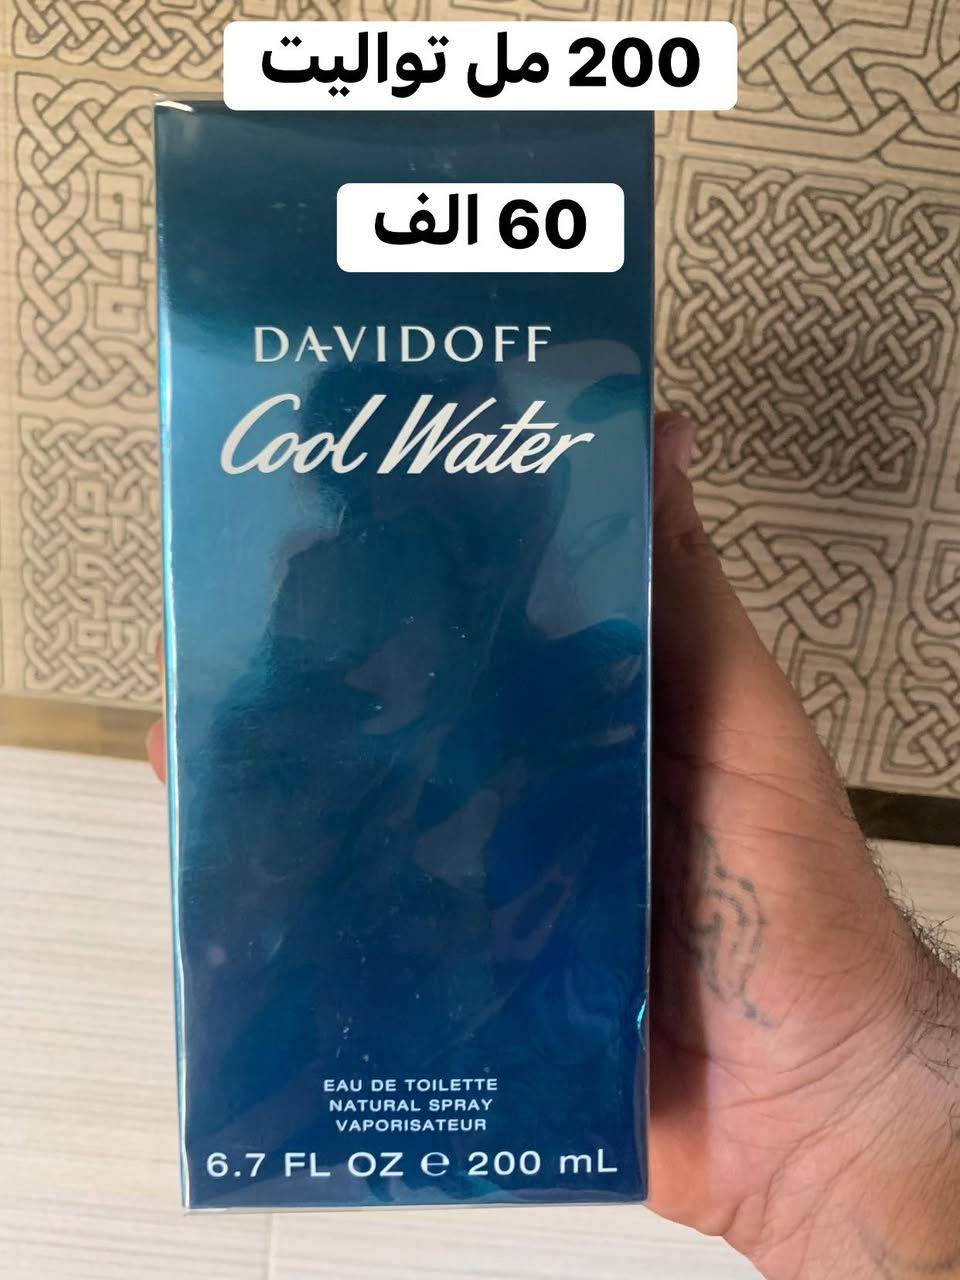 200 مل تواليت
60 الف
DAVIDOFF
Cool Water
EAU DE TOILETTE
NATURAL SPRAY
VAPORISATEUR
6.7 FL OZ ℮ 200 mL